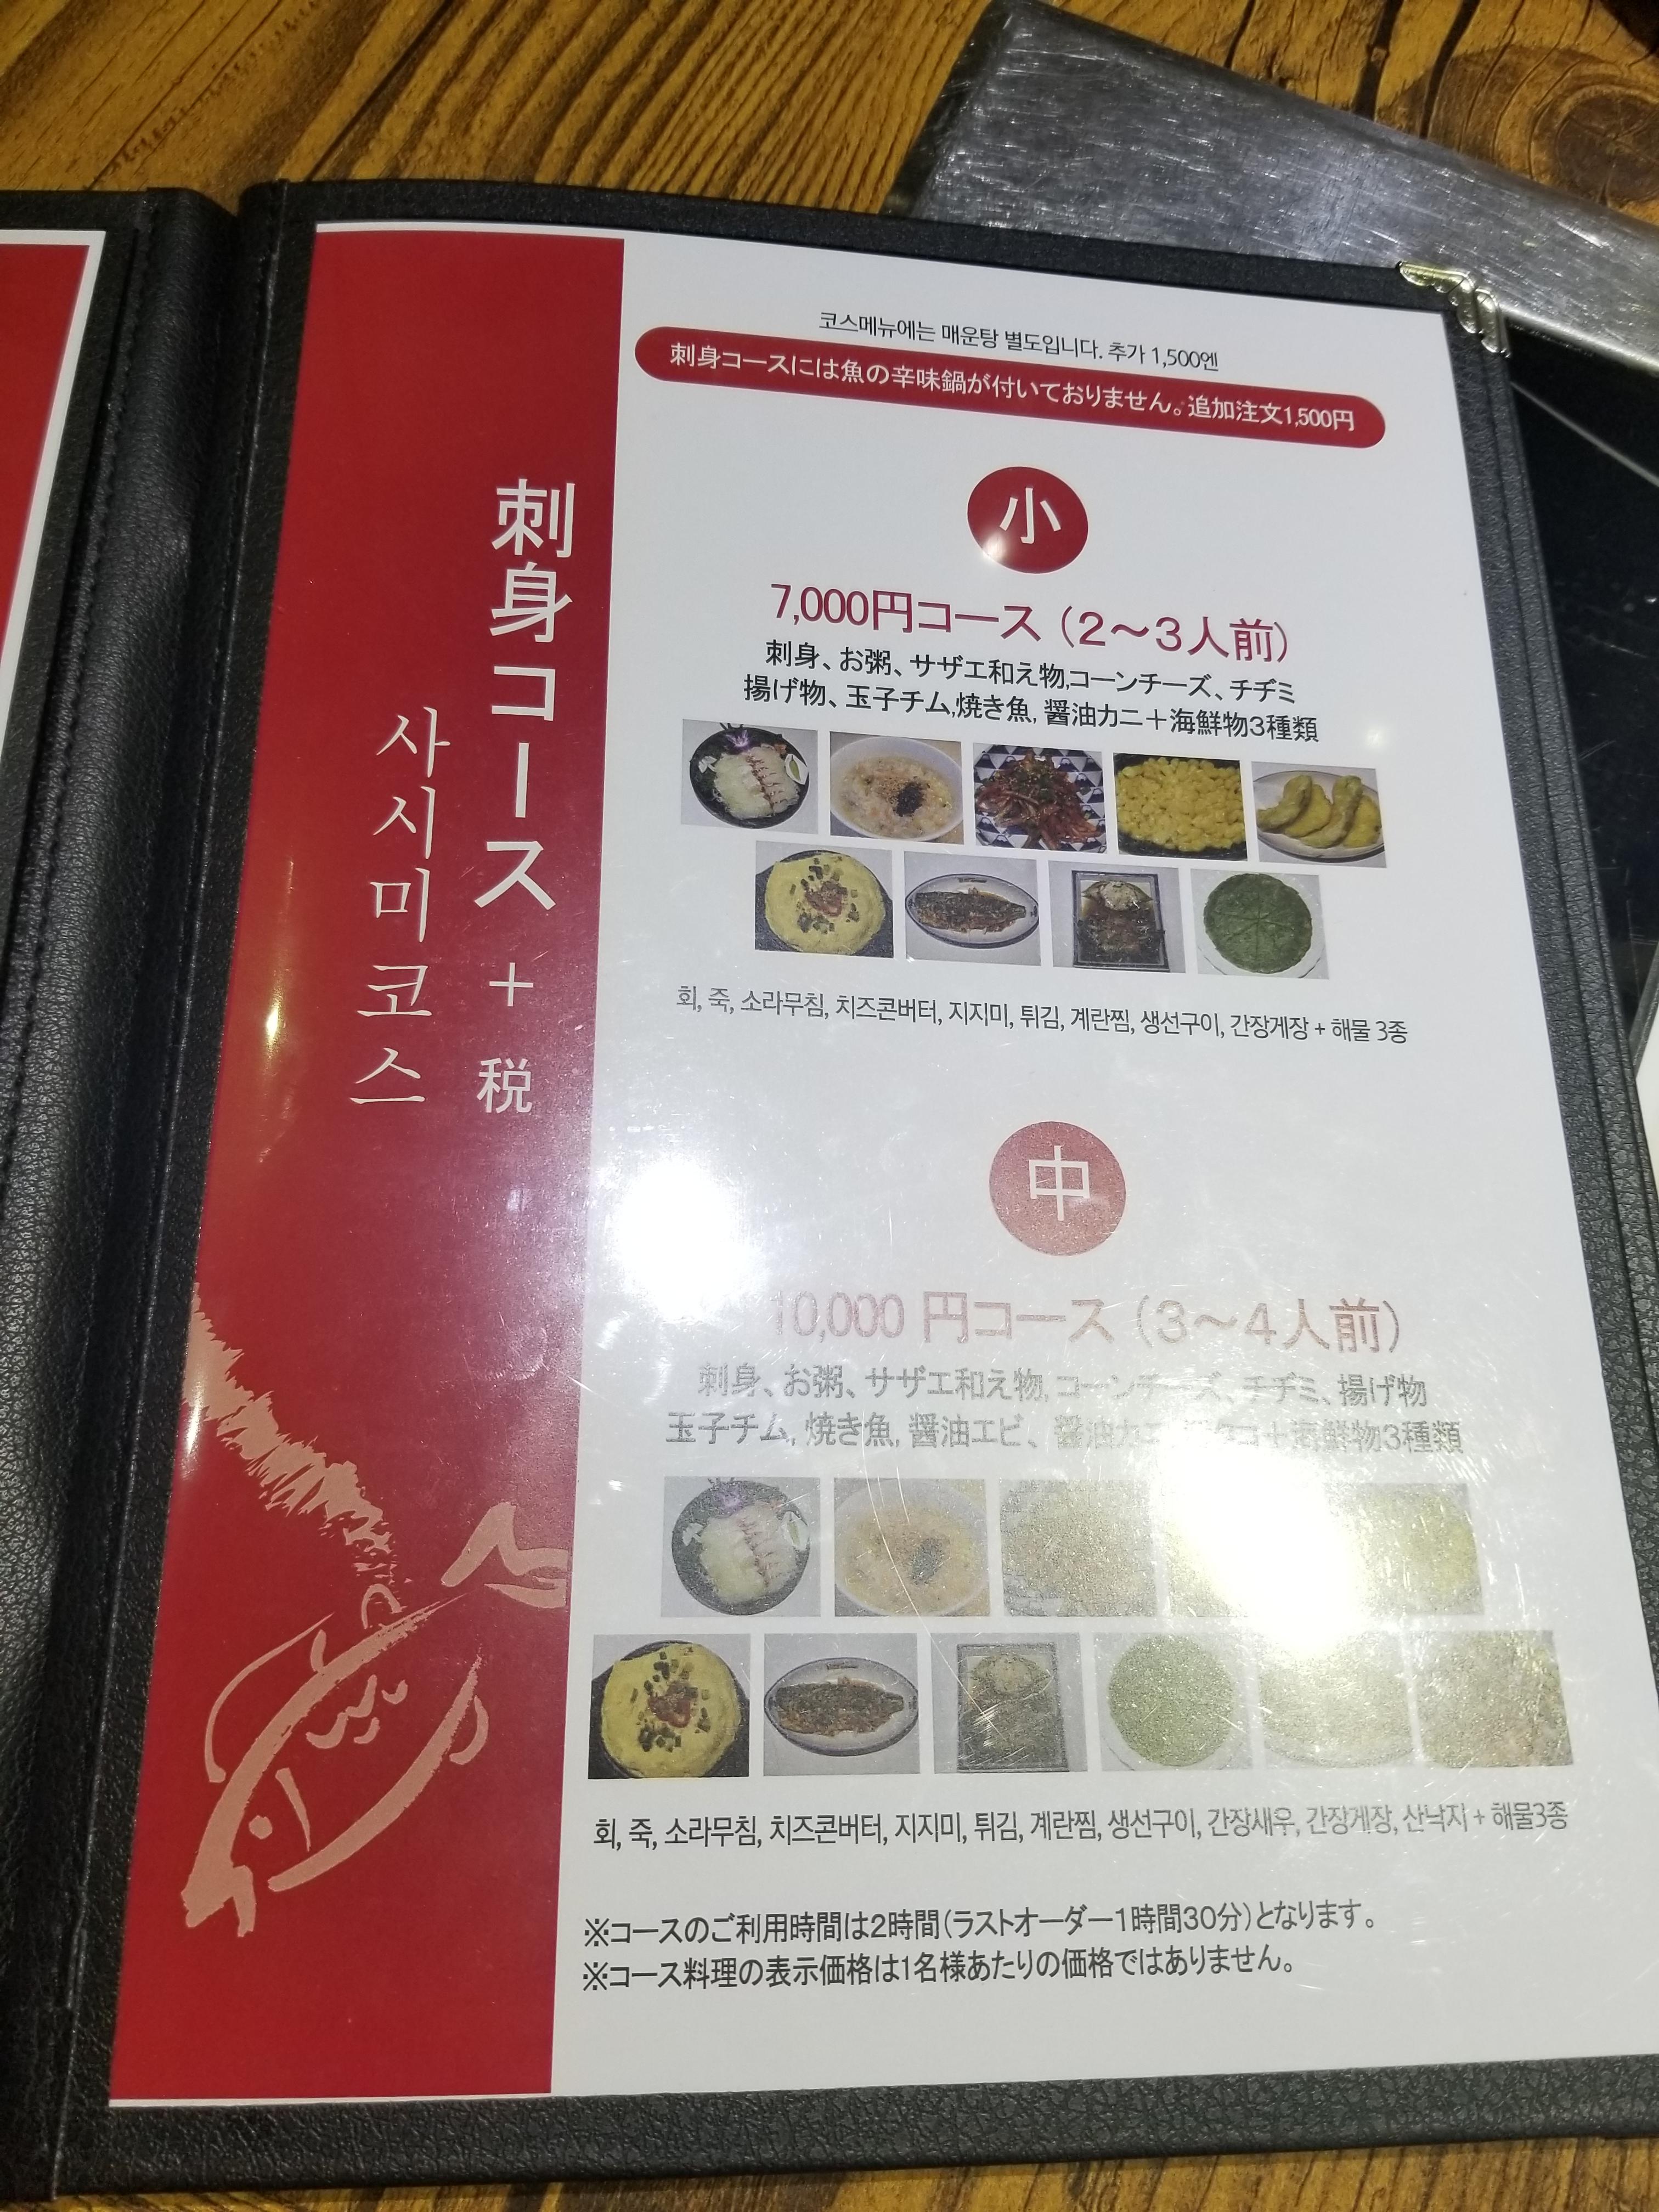 刺身コース + 税
사시미코스
코스메뉴에는 매운탕 별도입니다. 추가 1,500엔
刺身コースには魚の辛味鍋が付いておりません。追加注文1,500円
小
7,000円コース（2～3人前）
刺身、お粥、サザエ和え物,コーンチーズ、チヂミ
揚げ物、玉子チム,焼き魚, 醤油カニ＋海鮮物3種類
회, 죽, 소라무침, 치즈콘버터, 지지미, 튀김, 계란찜, 생선구이, 간장게장 + 해물 3종
中
10,000 円コース（3～4人前）
刺身、お粥、サザエ和え物, コーンチーズ、チヂミ、揚げ物
玉子チム, 焼き魚, 醤油エビ、醤油カニ ＋海鮮物3種類
회, 죽, 소라무침, 치즈콘버터, 지지미, 튀김, 계란찜, 생선구이, 간장새우, 간장게장, 산낙지 + 해물3종
※コースのご利用時間は2時間（ラストオーダー1時間30分）となります。
※コース料理の表示価格は1名様あたりの価格ではありません。